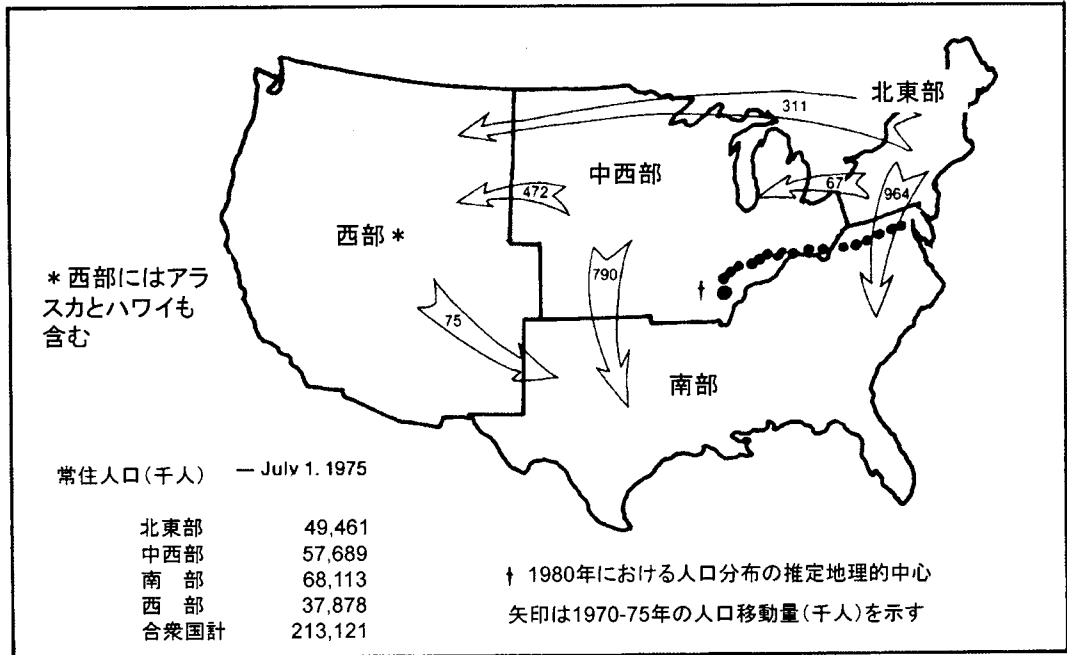 北東部
311
中西部
472
67
964
西部*
790
75
南部
*西部にはアラ
スカとハワイも
含む
†
常住人口(千人) — July 1. 1975
北東部 49,461
中西部 57,689
南 部 68,113
西 部 37,878
合衆国計 213,121
† 1980年における人口分布の推定地理的中心
矢印は1970-75年の人口移動量(千人)を示す